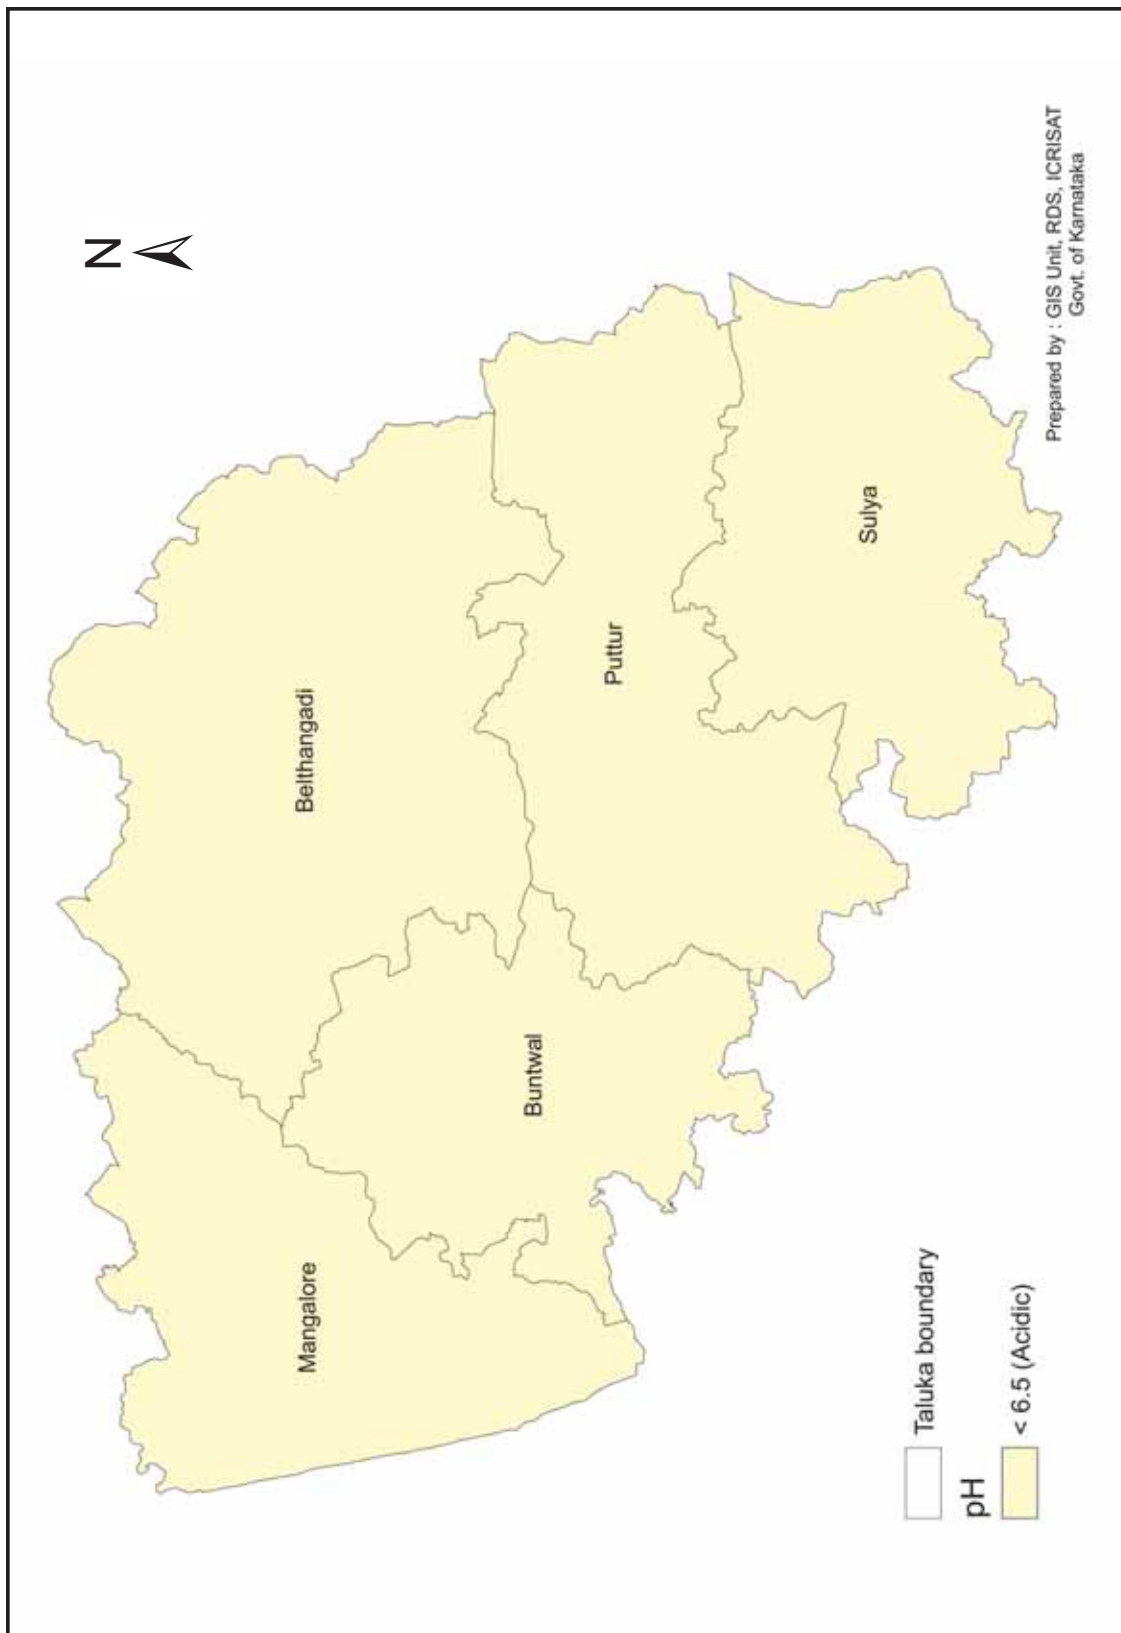 N
Belthangadi
Mangalore
Buntwal
Puttur
Sulya
Taluka boundary
pH
< 6.5 (Acidic)
Prepared by : GIS Unit, RDS, ICRISAT
Govt. of Karnataka